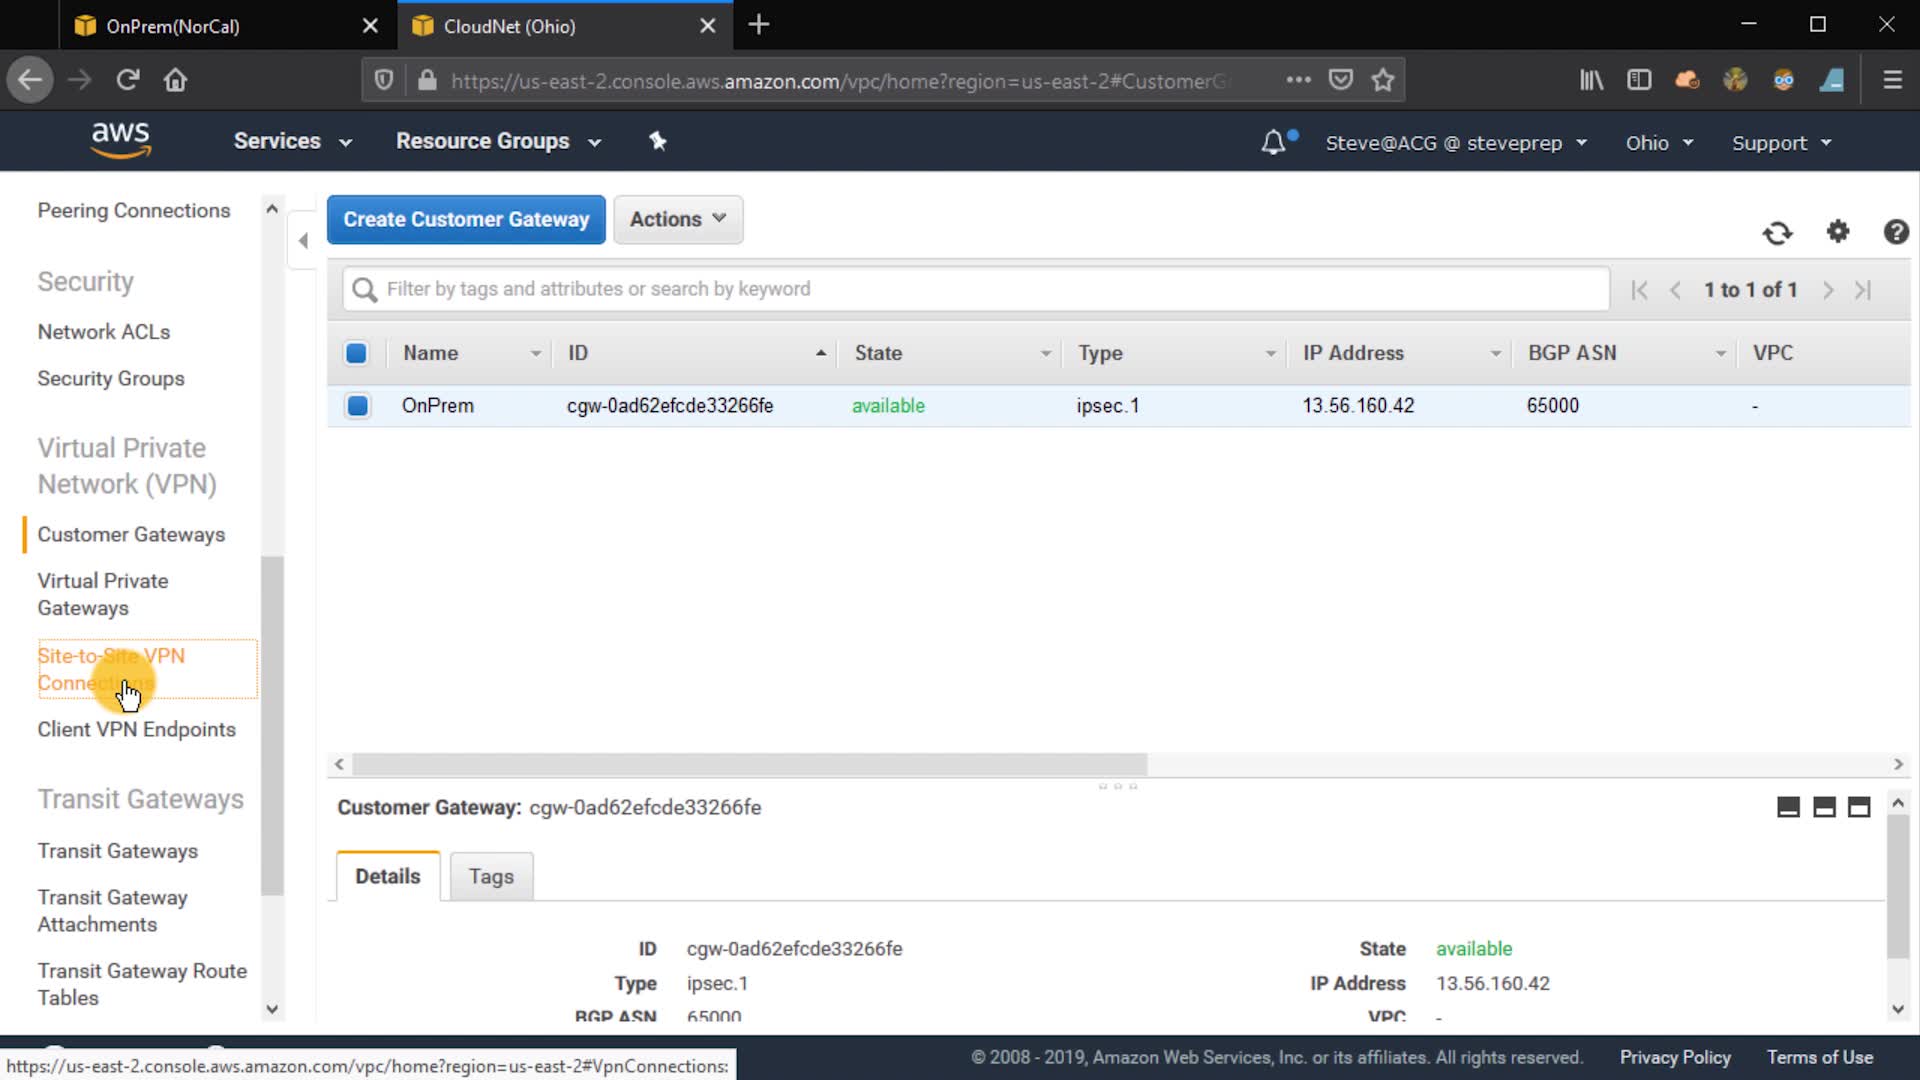 OnPrem(NorCal)
CloudNet (Ohio)
https://us-east-2.console.aws.amazon.com/vpc/home?region=us-east-2#CustomerG
aws
Services
Resource Groups
Steve@ACG @ steveprep
Ohio
Support
Peering Connections
Security
Network ACLs
Security Groups
Virtual Private
Network (VPN)
Customer Gateways
Virtual Private
Gateways
Site-to-Site VPN
Connections
Client VPN Endpoints
Transit Gateways
Transit Gateways
Transit Gateway
Attachments
Transit Gateway Route
Tables
Create Customer Gateway
Actions
Filter by tags and attributes or search by keyword
1 to 1 of 1
Name ID State Type IP Address BGP ASN VPC
OnPrem cgw-0ad62efcde33266fe available ipsec.1 13.56.160.42 65000 -
Customer Gateway: cgw-0ad62efcde33266fe
Details
Tags
ID cgw-0ad62efcde33266fe State available
Type ipsec.1 IP Address 13.56.160.42
BGP ASN 65000 VPC -
https://us-east-2.console.aws.amazon.com/vpc/home?region=us-east-2#VpnConnections:
© 2008 - 2019, Amazon Web Services, Inc. or its affiliates. All rights reserved.
Privacy Policy
Terms of Use